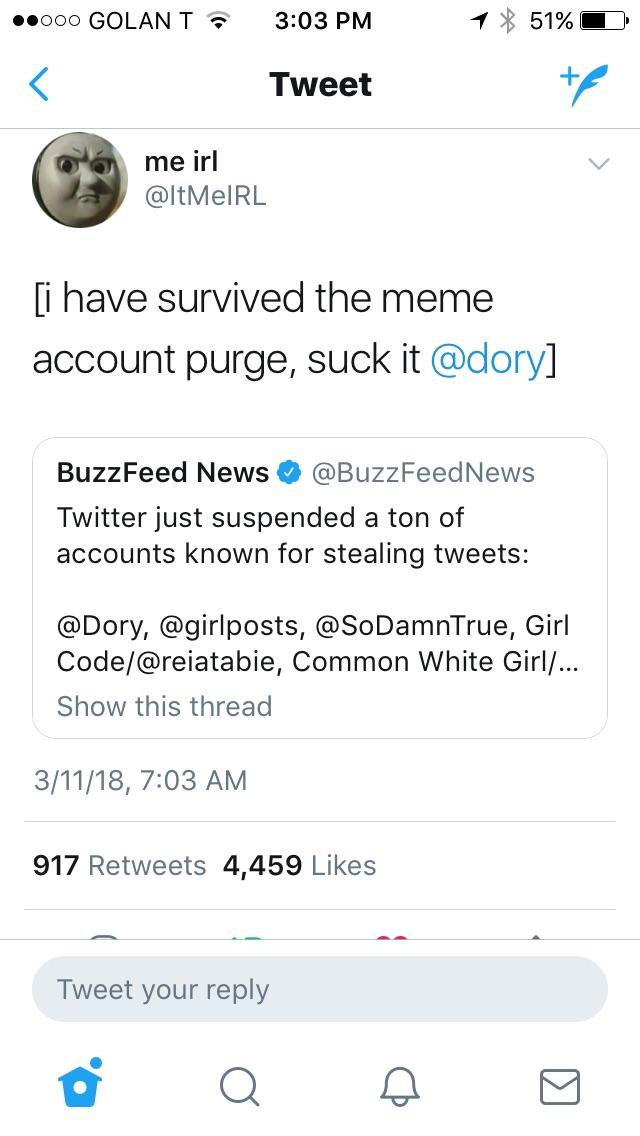 GOLAN T 3:03 PM 51%
Tweet
me irl
@ItMeIRL
[i have survived the meme
account purge, suck it @dory]
BuzzFeed News @BuzzFeedNews
Twitter just suspended a ton of
accounts known for stealing tweets:
@Dory, @girlposts, @SoDamnTrue, Girl
Code/@reiatabie, Common White Girl/...
Show this thread
3/11/18, 7:03 AM
917 Retweets 4,459 Likes
Tweet your reply